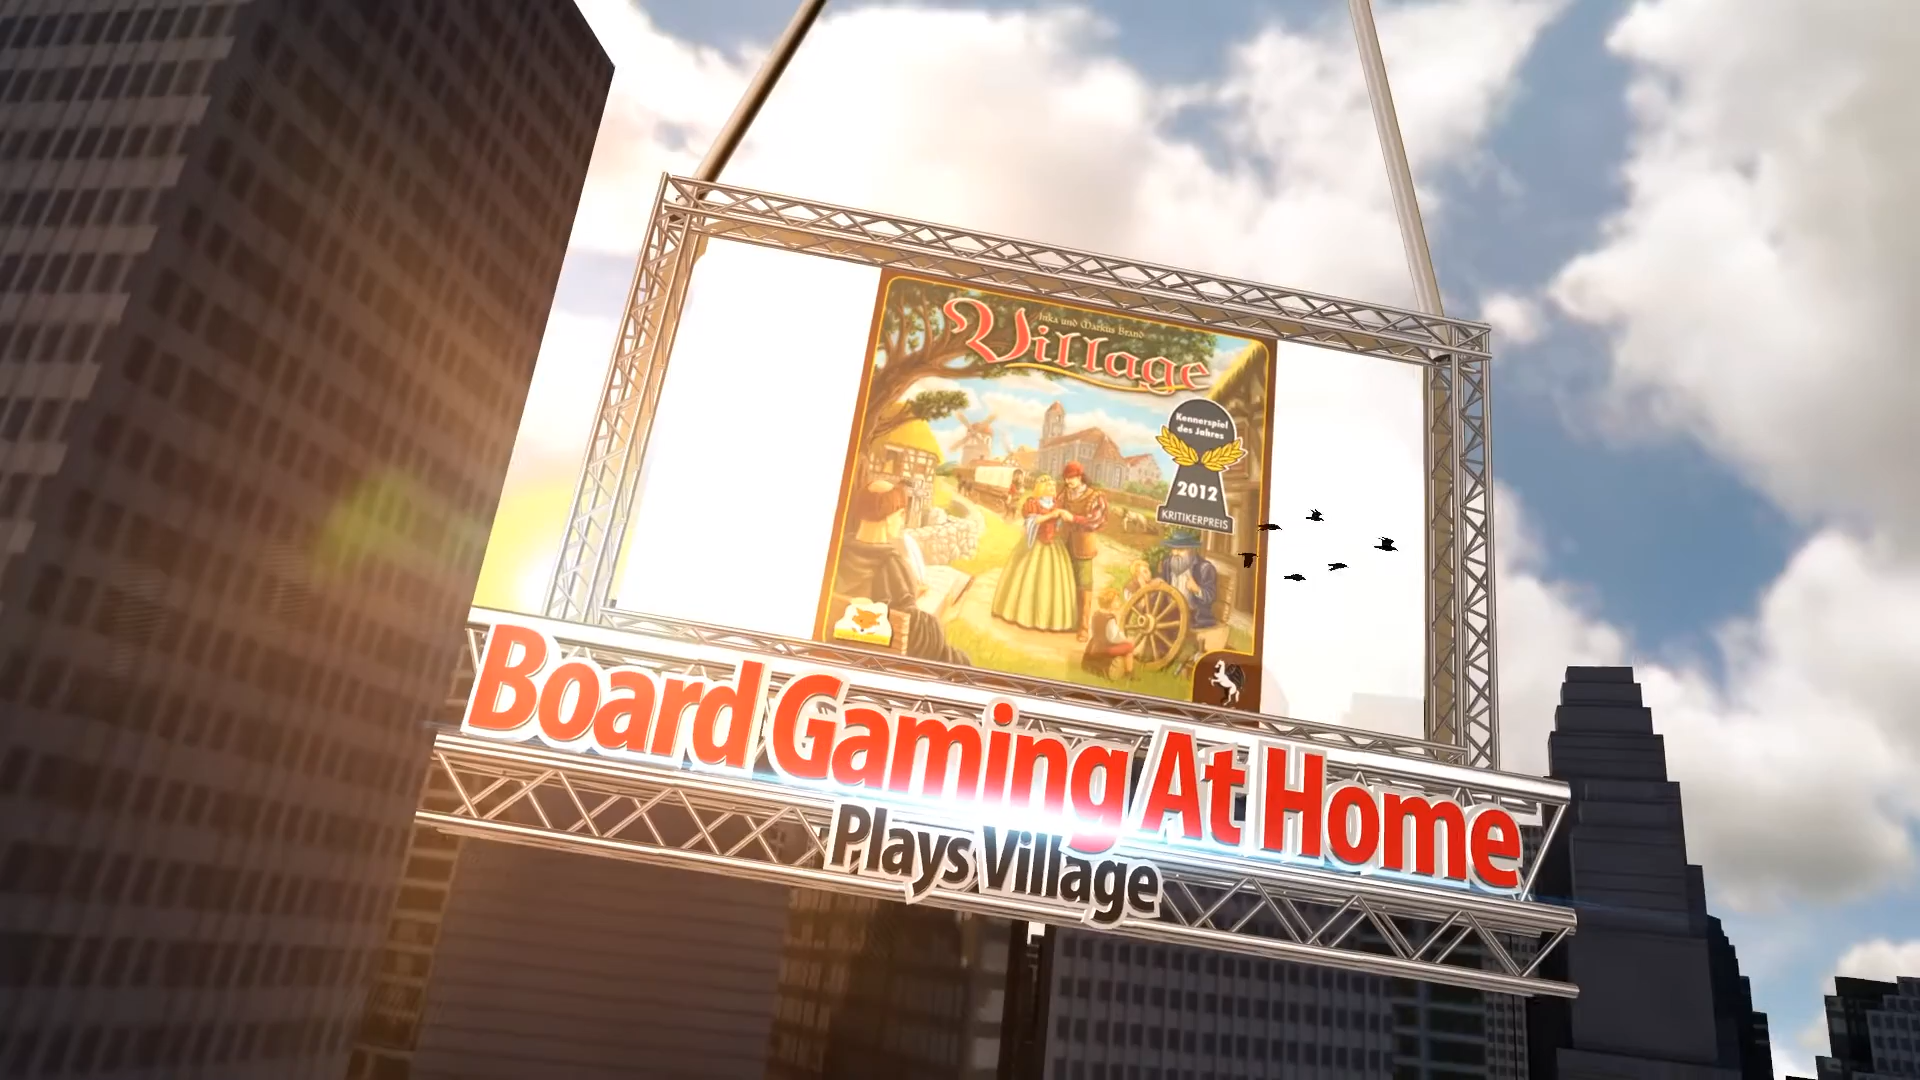 Inka und Markus Brand
Village
Kennerspiel
des Jahres
2012
KRITIKERPREIS
Board Gaming At Home
Plays Village